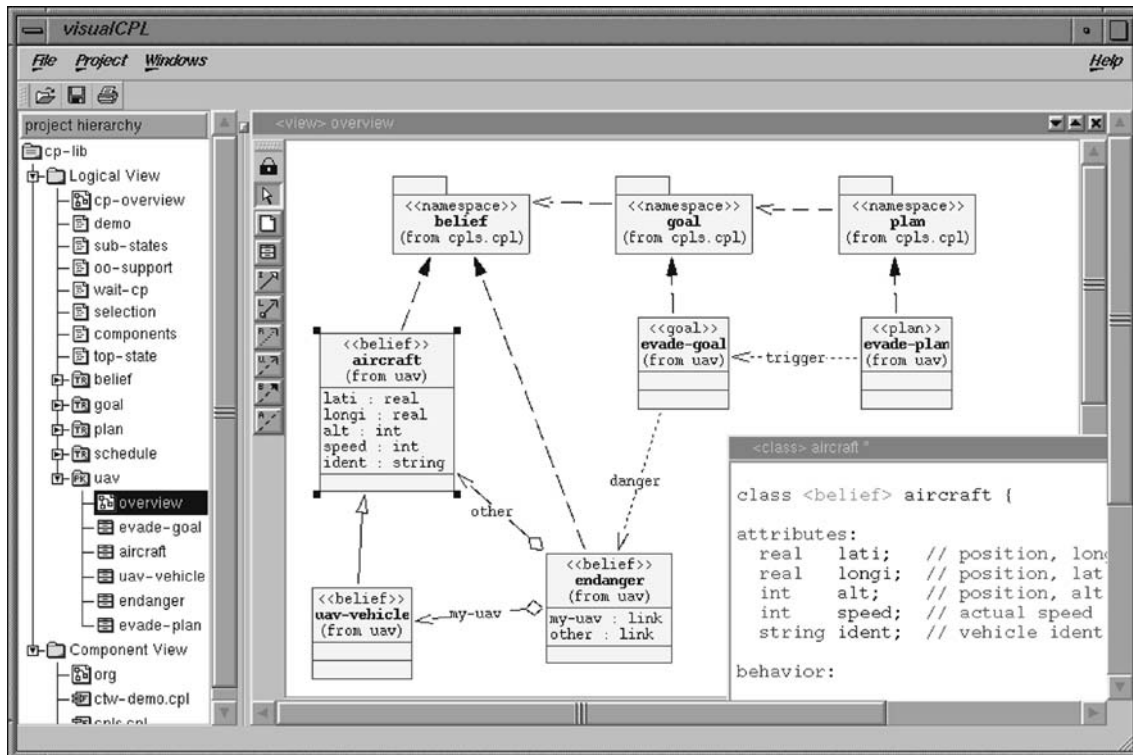 visualCPL
File Project Windows Help
project hierarchy
cp-lib
Logical View
cp-overview
demo
sub-states
oo-support
wait-cp
selection
components
top-state
belief
goal
plan
schedule
uav
overview
evade-goal
aircraft
uav-vehicle
endanger
evade-plan
Component View
org
ctw-demo.cpl
cpls.cpl
<view> overview
<<namespace>>
belief
(from cpls.cpl)
<<namespace>>
goal
(from cpls.cpl)
<<namespace>>
plan
(from cpls.cpl)
<<belief>>
aircraft
(from uav)
lati : real
longi : real
alt : int
speed : int
ident : string
<<goal>>
evade-goal
(from uav)
trigger
<<plan>>
evade-plan
(from uav)
danger
other
<<belief>>
uav-vehicle
(from uav)
my-uav
<<belief>>
endanger
(from uav)
my-uav : link
other : link
<class> aircraft *
class <belief> aircraft {
attributes:
real lati; // position, long
real longi; // position, lat
int alt; // position, alt
int speed; // actual speed
string ident; // vehicle ident
behavior: